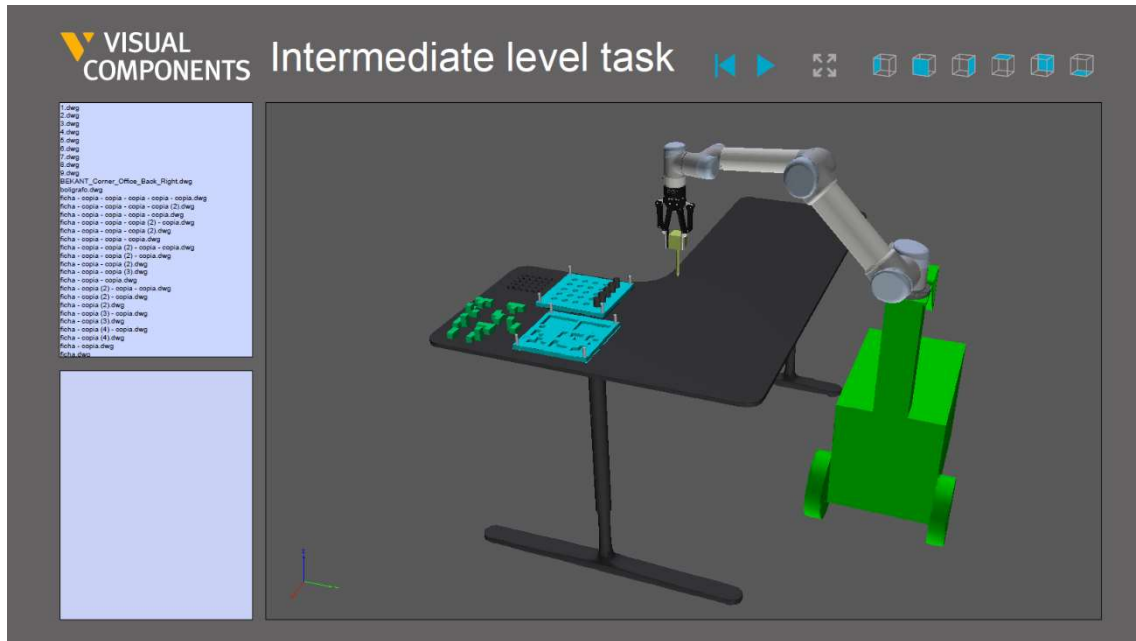 VISUAL
COMPONENTS
Intermediate level task
1.dwg
2.dwg
3.dwg
4.dwg
5.dwg
6.dwg
7.dwg
8.dwg
9.dwg
BEKANT_Corner_Office_Back_Right.dwg
boligrafo.dwg
ficha - copia - copia - copia - copia - copia.dwg
ficha - copia - copia - copia - copia (2).dwg
ficha - copia - copia - copia - copia.dwg
ficha - copia - copia - copia (2) - copia.dwg
ficha - copia - copia - copia (2).dwg
ficha - copia - copia - copia.dwg
ficha - copia - copia (2) - copia - copia.dwg
ficha - copia - copia (2) - copia.dwg
ficha - copia - copia (2).dwg
ficha - copia - copia (3).dwg
ficha - copia - copia.dwg
ficha - copia (2) - copia - copia.dwg
ficha - copia (2) - copia.dwg
ficha - copia (2).dwg
ficha - copia (3) - copia.dwg
ficha - copia (3).dwg
ficha - copia (4) - copia.dwg
ficha - copia (4).dwg
ficha - copia.dwg
ficha.dwg